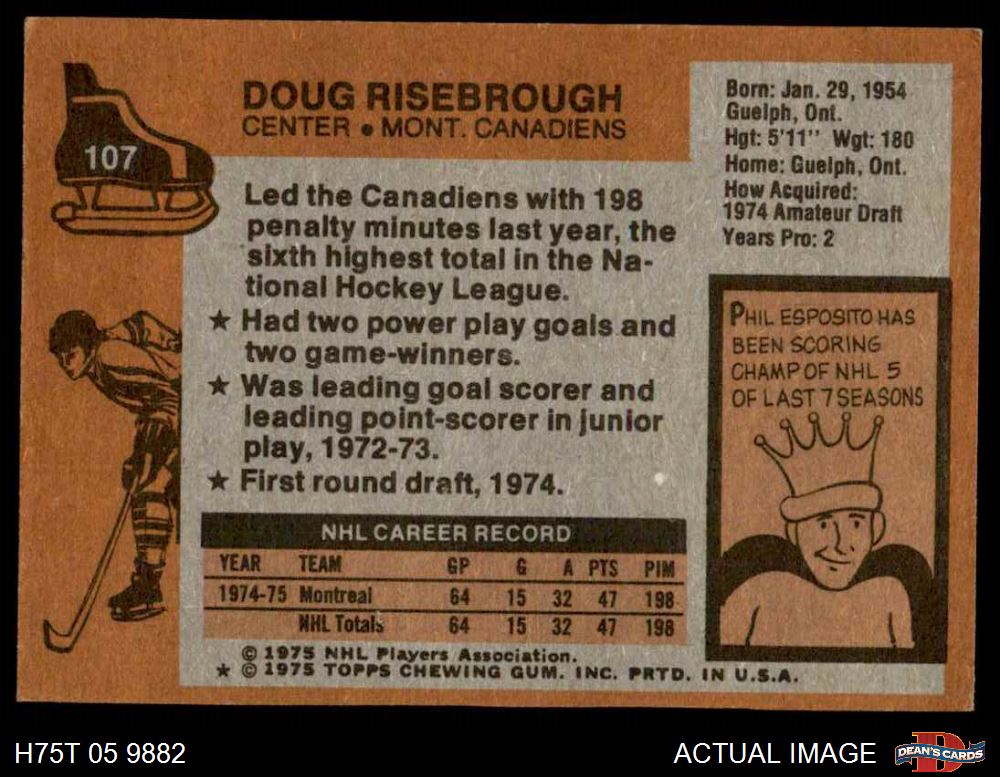 107
DOUG RISEBROUGH
CENTER • MONT. CANADIENS
Born: Jan. 29, 1954
Guelph, Ont.
Hgt: 5'11" Wgt: 180
Home: Guelph, Ont.
How Acquired:
1974 Amateur Draft
Years Pro: 2
Led the Canadiens with 198
penalty minutes last year, the
sixth highest total in the Na-
tional Hockey League.
★ Had two power play goals and
two game-winners.
★ Was leading goal scorer and
leading point-scorer in junior
play, 1972-73.
★ First round draft, 1974.
PHIL ESPOSITO HAS
BEEN SCORING
CHAMP OF NHL 5
OF LAST 7 SEASONS
NHL CAREER RECORD
YEAR TEAM GP G A PTS PIM
1974-75 Montreal 64 15 32 47 198
NHL Totals 64 15 32 47 198
© 1975 NHL Players Association.
★ © 1975 TOPPS CHEWING GUM. INC. PRTD. IN U.S.A.
H75T 05 9882
ACTUAL IMAGE
D
DEAN'S CARDS